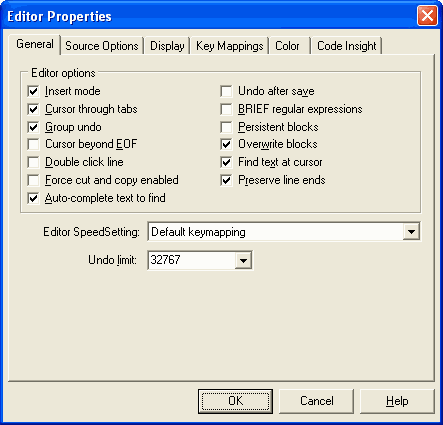 Editor Properties
General Source Options Display Key Mappings Color Code Insight
Editor options
Insert mode
Cursor through tabs
Group undo
Cursor beyond EOF
Double click line
Force cut and copy enabled
Auto-complete text to find
Undo after save
BRIEF regular expressions
Persistent blocks
Overwrite blocks
Find text at cursor
Preserve line ends
Editor SpeedSetting: Default keymapping
Undo limit: 32767
OK Cancel Help